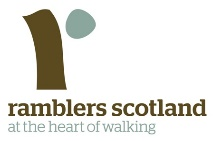 r
ramblers scotland
at the heart of walking